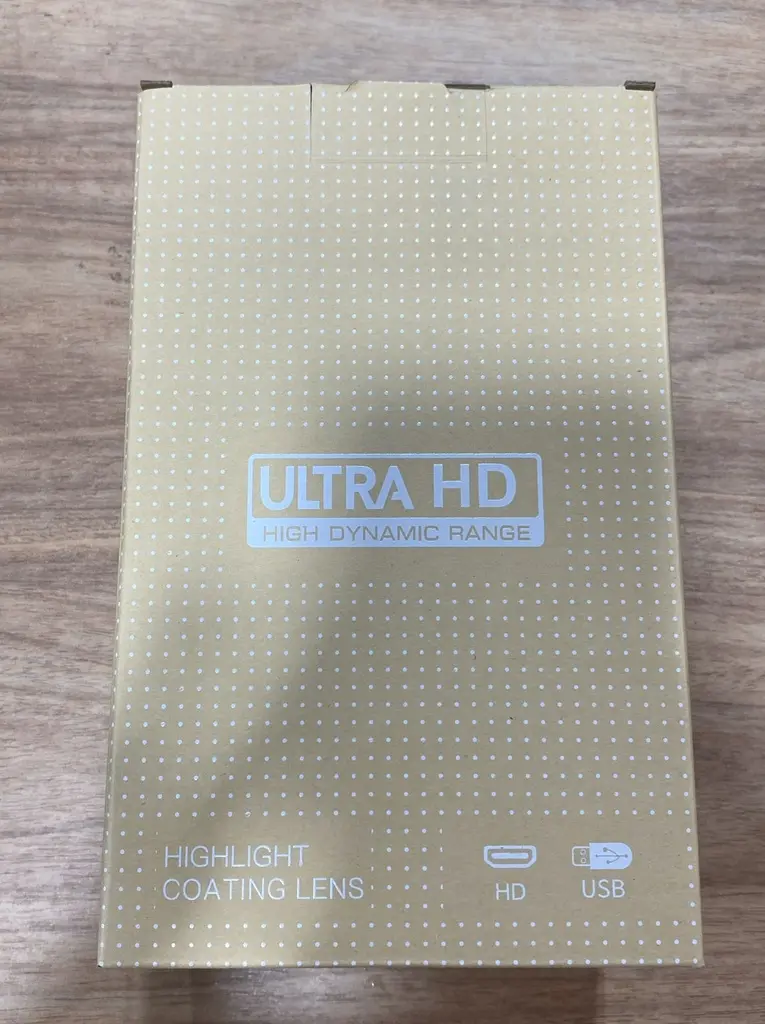 ULTRA HD
HIGH DYNAMIC RANGE
HIGHLIGHT
COATING LENS
HD
USB